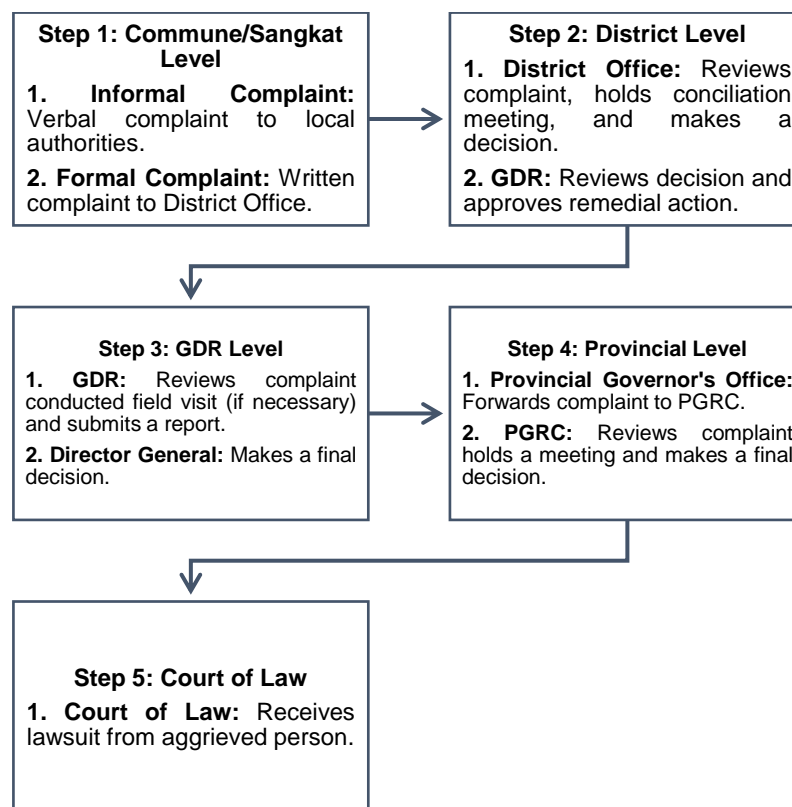 Step 1: Commune/Sangkat
Level
1. Informal Complaint:
Verbal complaint to local
authorities.
2. Formal Complaint: Written
complaint to District Office.
Step 2: District Level
1. District Office: Reviews
complaint, holds conciliation
meeting, and makes a
decision.
2. GDR: Reviews decision and
approves remedial action.
Step 3: GDR Level
1. GDR: Reviews complaint
conducted field visit (if necessary)
and submits a report.
2. Director General: Makes a final
decision.
Step 4: Provincial Level
1. Provincial Governor's Office:
Forwards complaint to PGRC.
2. PGRC: Reviews complaint
holds a meeting and makes a final
decision.
Step 5: Court of Law
1. Court of Law: Receives
lawsuit from aggrieved person.